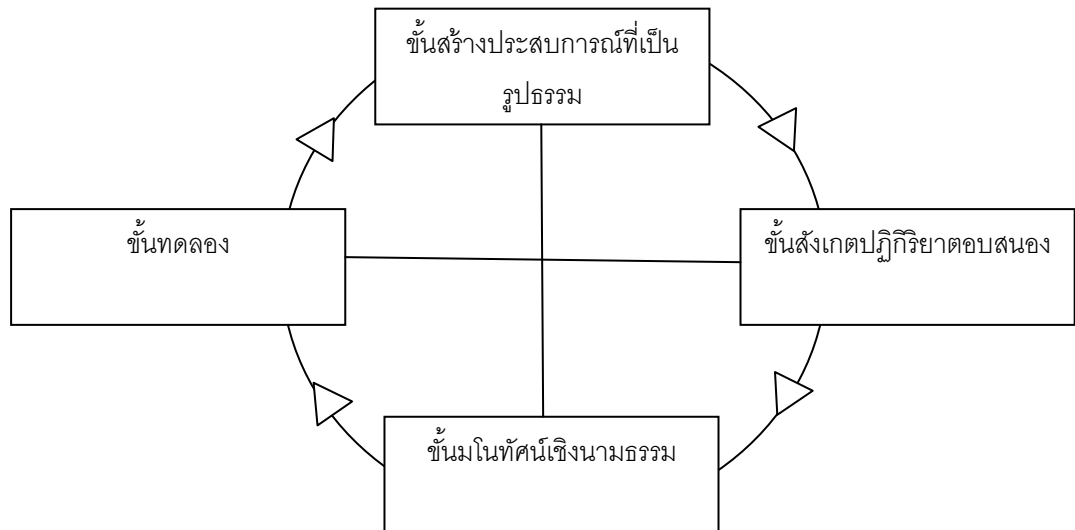 ขั้นสร้างประสบการณ์ที่เป็น
รูปธรรม
ขั้นทดลอง
ขั้นสังเกตปฏิกิริยาตอบสนอง
ขั้นมโนทัศน์เชิงนามธรรม